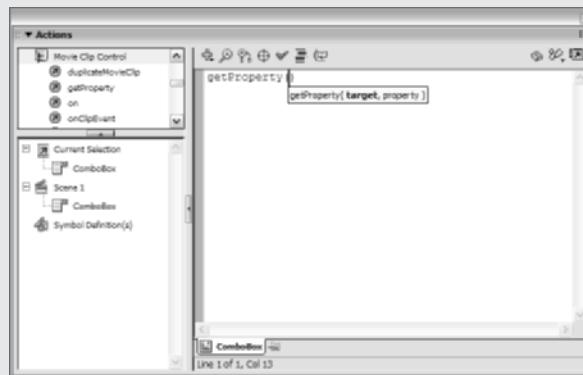 Actions
Movie Clip Control
duplicateMovieClip
getProperty
on
onClipEvent
Current Selection
ComboBox
Scene 1
ComboBox
Symbol Definition(s)
getProperty()
getProperty( target, property )
ComboBox
Line 1 of 1, Col 13